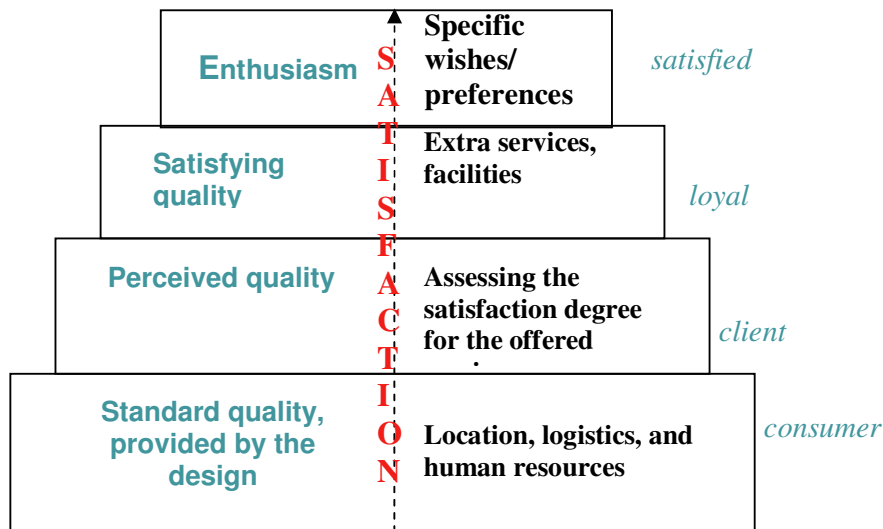 Enthusiasm
Specific
wishes/
preferences
satisfied
Satisfying
quality
Extra services,
facilities
loyal
Perceived quality
Assessing the
satisfaction degree
for the offered
client
Standard quality,
provided by the
design
Location, logistics, and
human resources
consumer
S
A
T
I
S
F
A
C
T
I
O
N